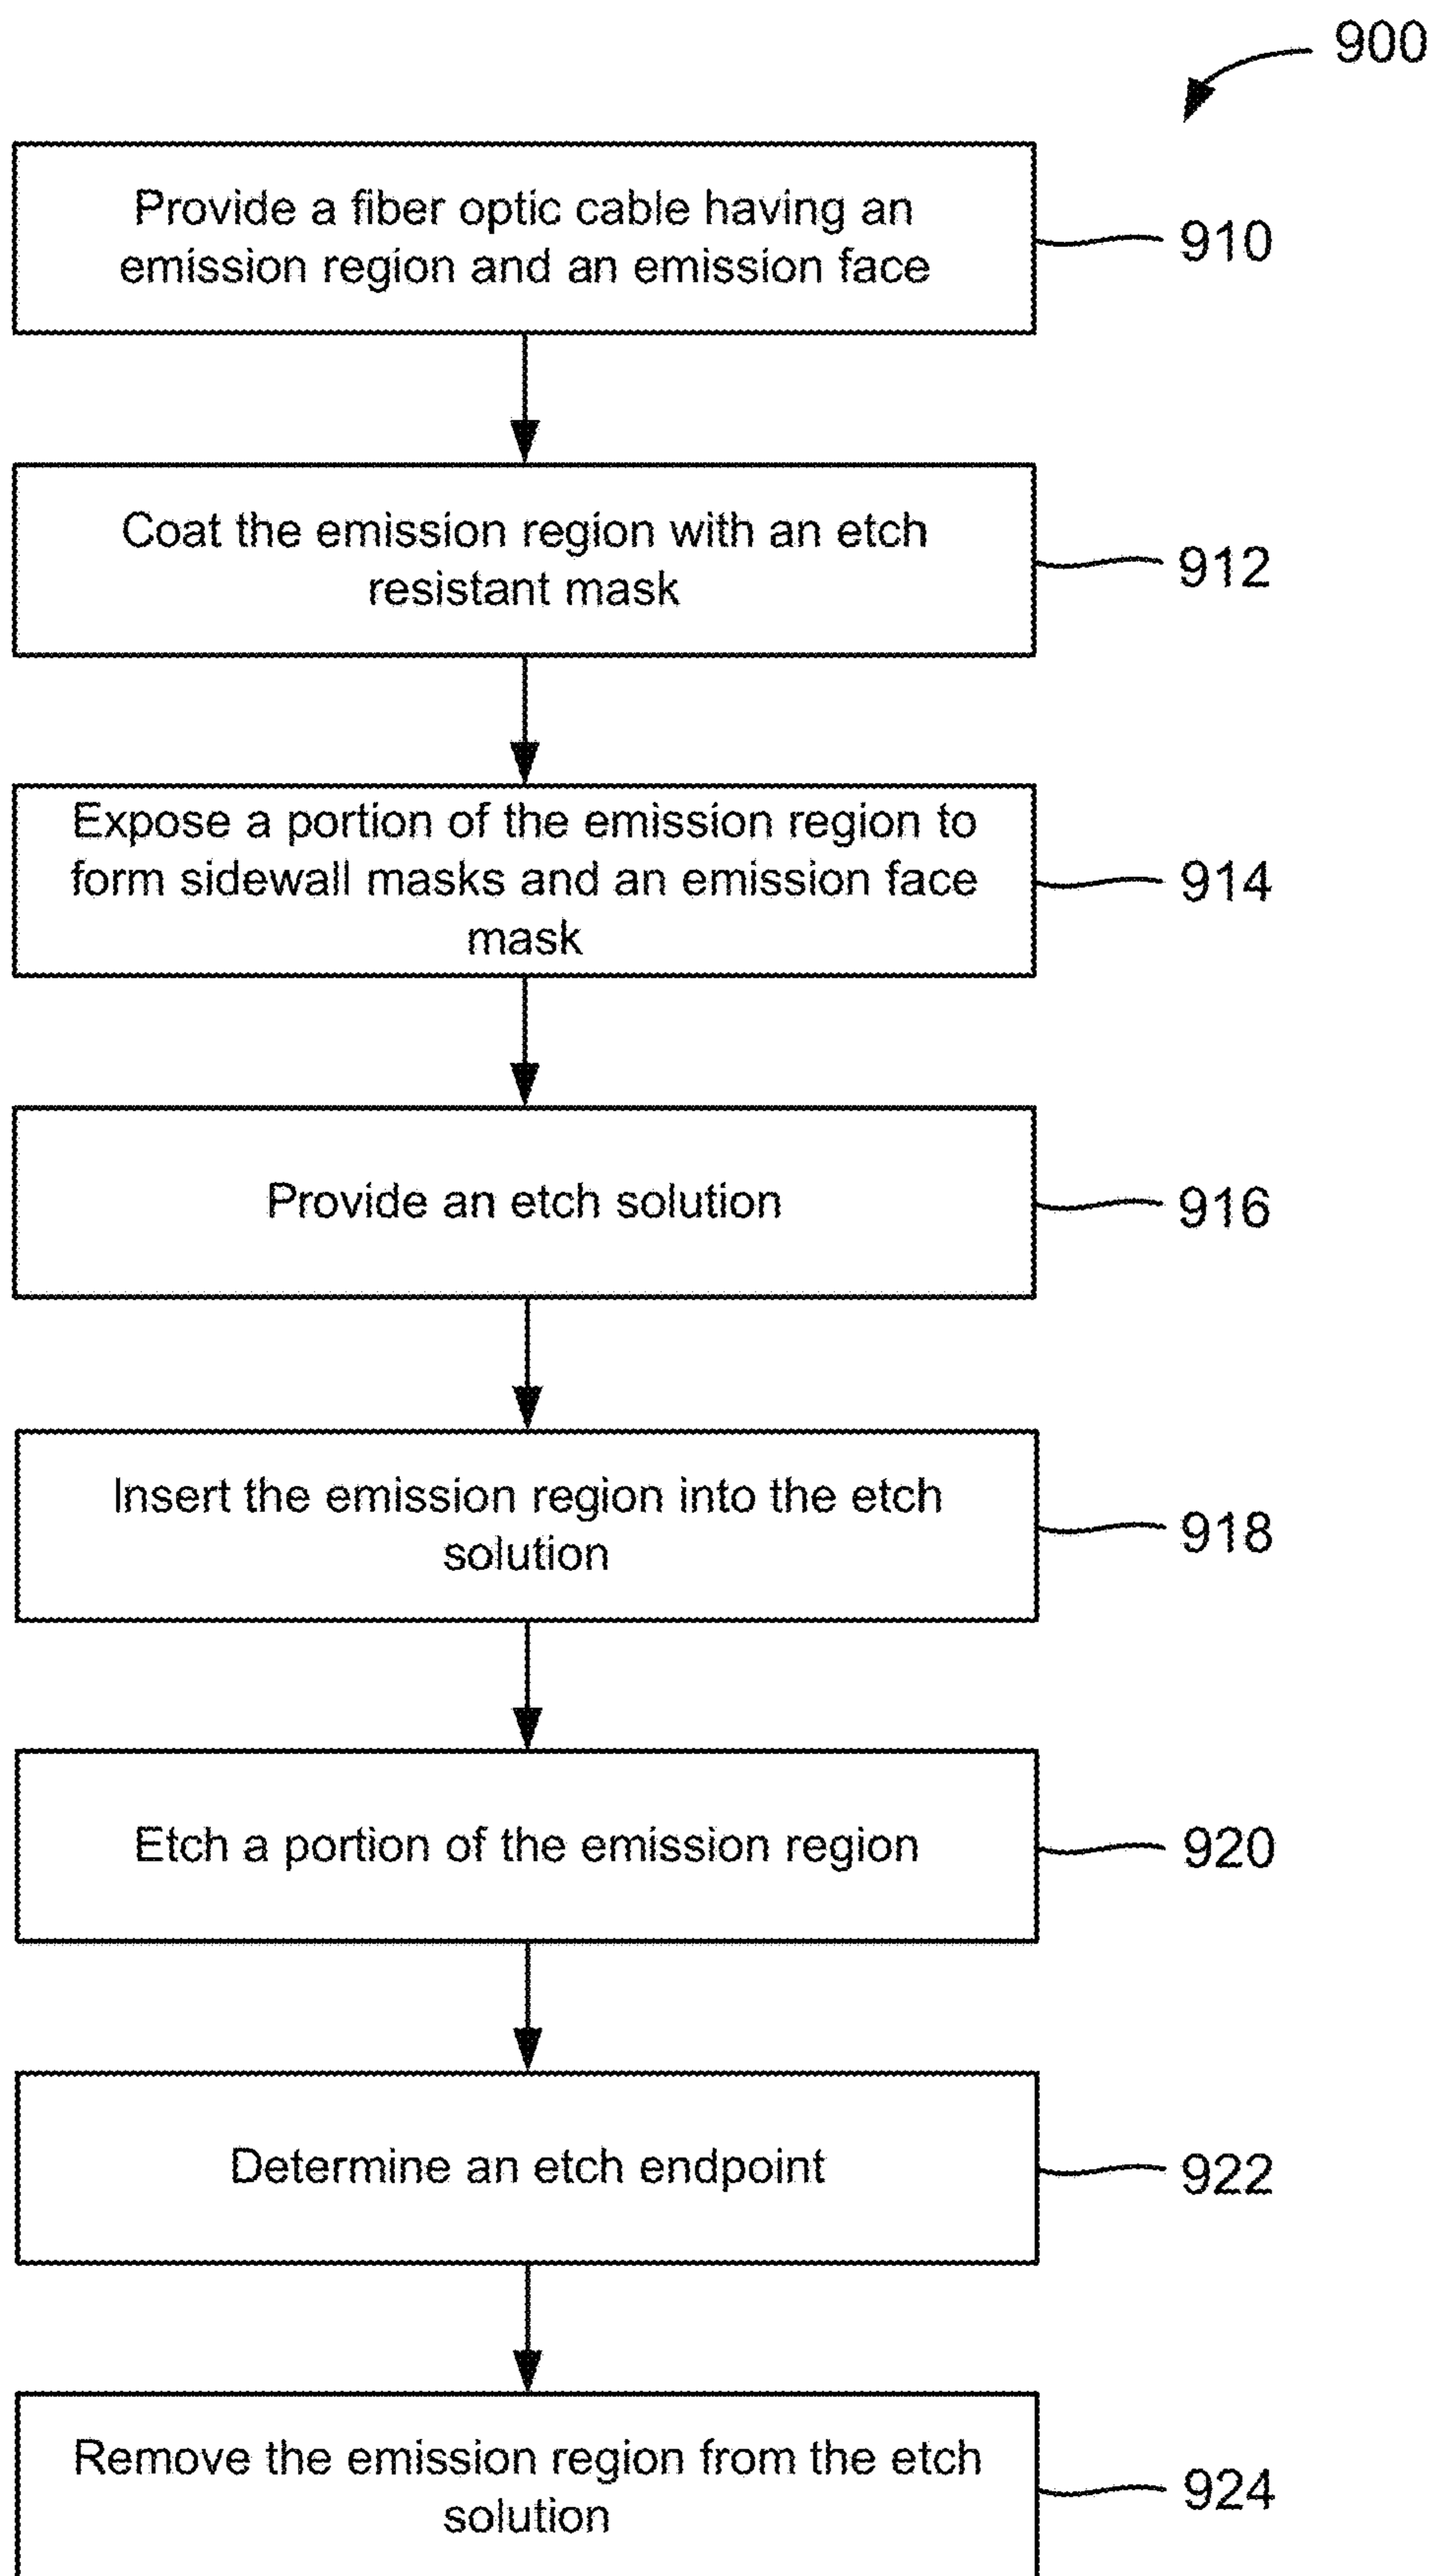 900
Provide a fiber optic cable having an
emission region and an emission face
910
Coat the emission region with an etch
resistant mask
912
Expose a portion of the emission region to
form sidewall masks and an emission face
mask
914
Provide an etch solution
916
Insert the emission region into the etch
solution
918
Etch a portion of the emission region
920
Determine an etch endpoint
922
Remove the emission region from the etch
solution
924